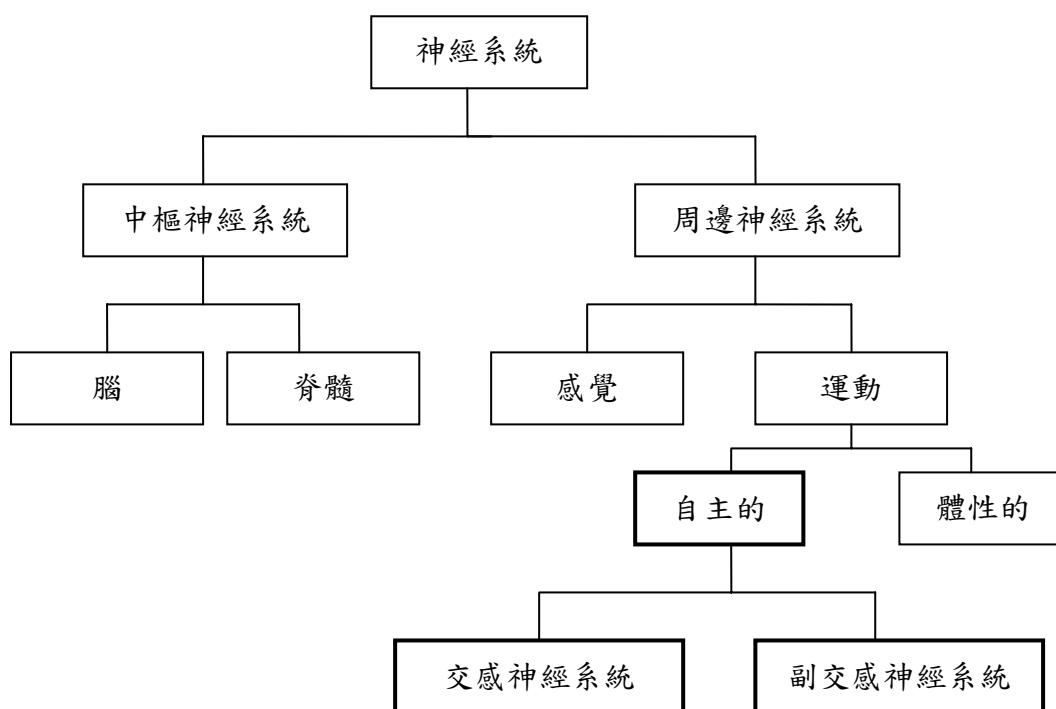 神經系統
中樞神經系統
周邊神經系統
腦
脊髓
感覺
運動
自主的
體性的
交感神經系統
副交感神經系統